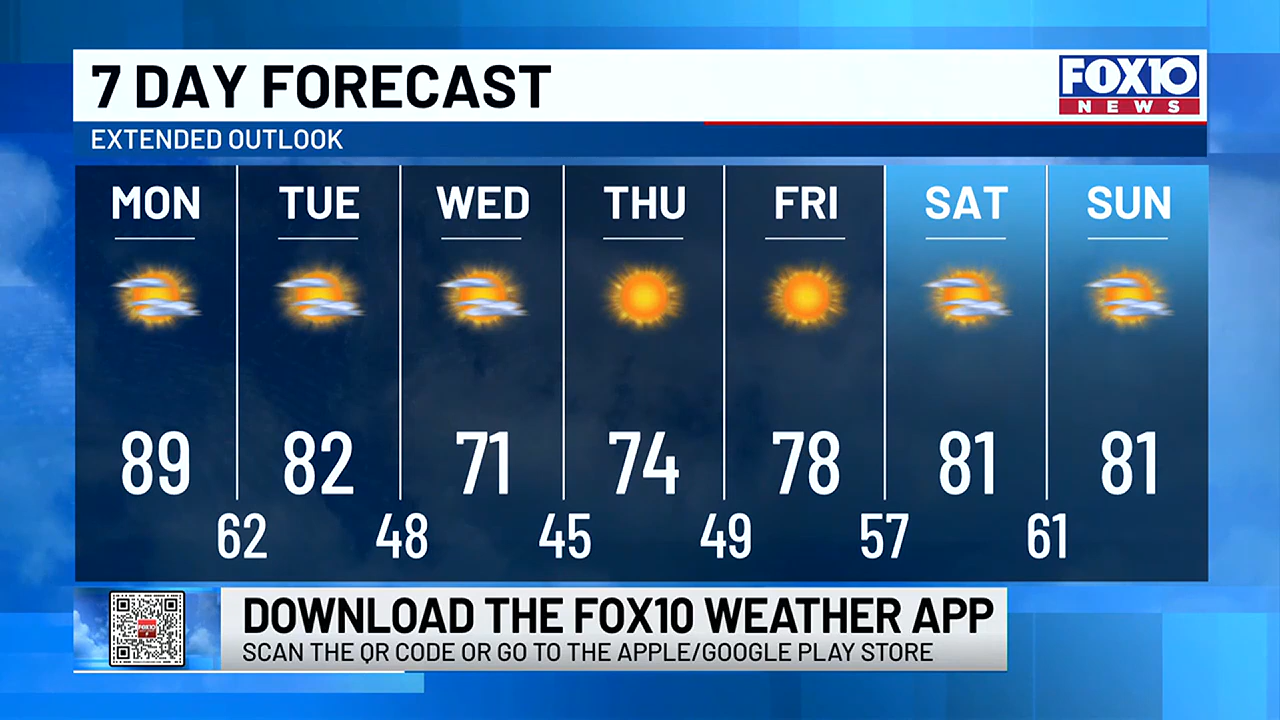 7 DAY FORECAST
FOX10
NEWS
EXTENDED OUTLOOK
MON TUE WED THU FRI SAT SUN
89 82 71 74 78 81 81
62 48 45 49 57 61
FOX10
DOWNLOAD THE FOX10 WEATHER APP
SCAN THE QR CODE OR GO TO THE APPLE/GOOGLE PLAY STORE